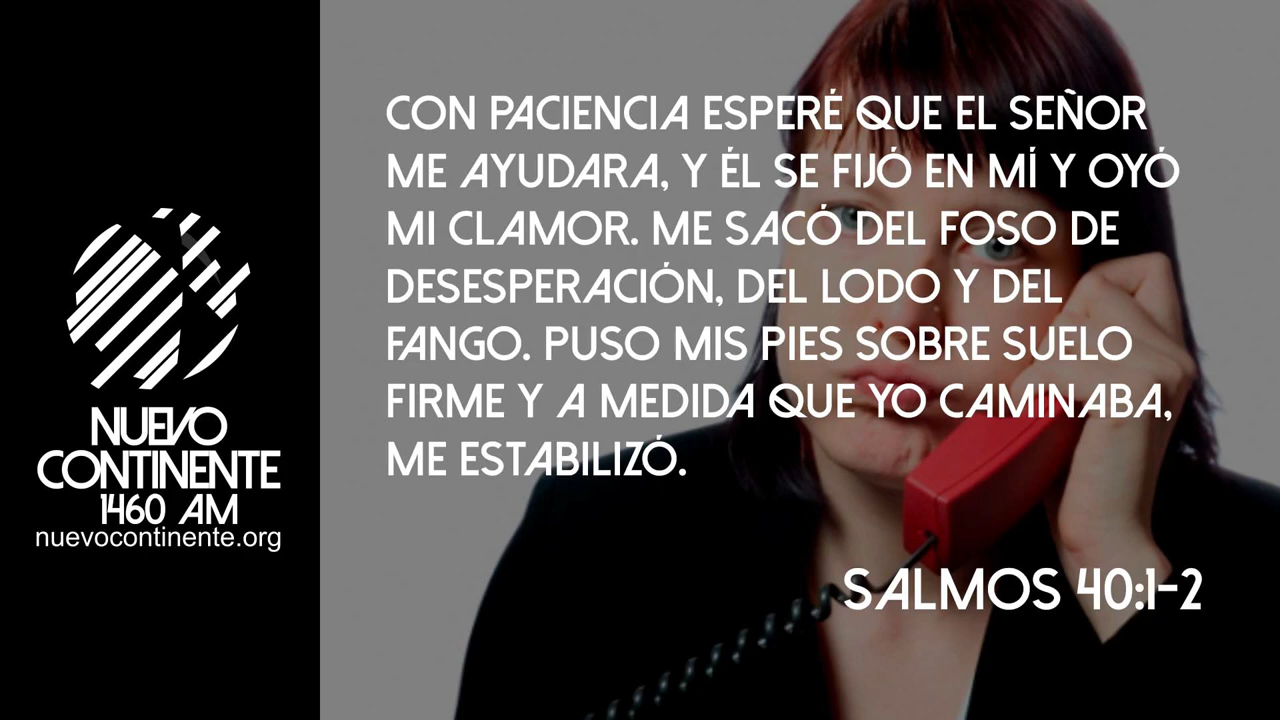 CON PACIENCIA ESPERÉ QUE EL SEÑOR
ME AYUDARA, Y ÉL SE FIJÓ EN MÍ Y OYÓ
MI CLAMOR. ME SACÓ DEL FOSO DE
DESESPERACIÓN, DEL LODO Y DEL
FANGO. PUSO MIS PIES SOBRE SUELO
FIRME Y A MEDIDA QUE YO CAMINABA,
ME ESTABILIZÓ.
SALMOS 40:1-2
NUEVO
CONTINENTE
1460 AM
nuevocontinente.org